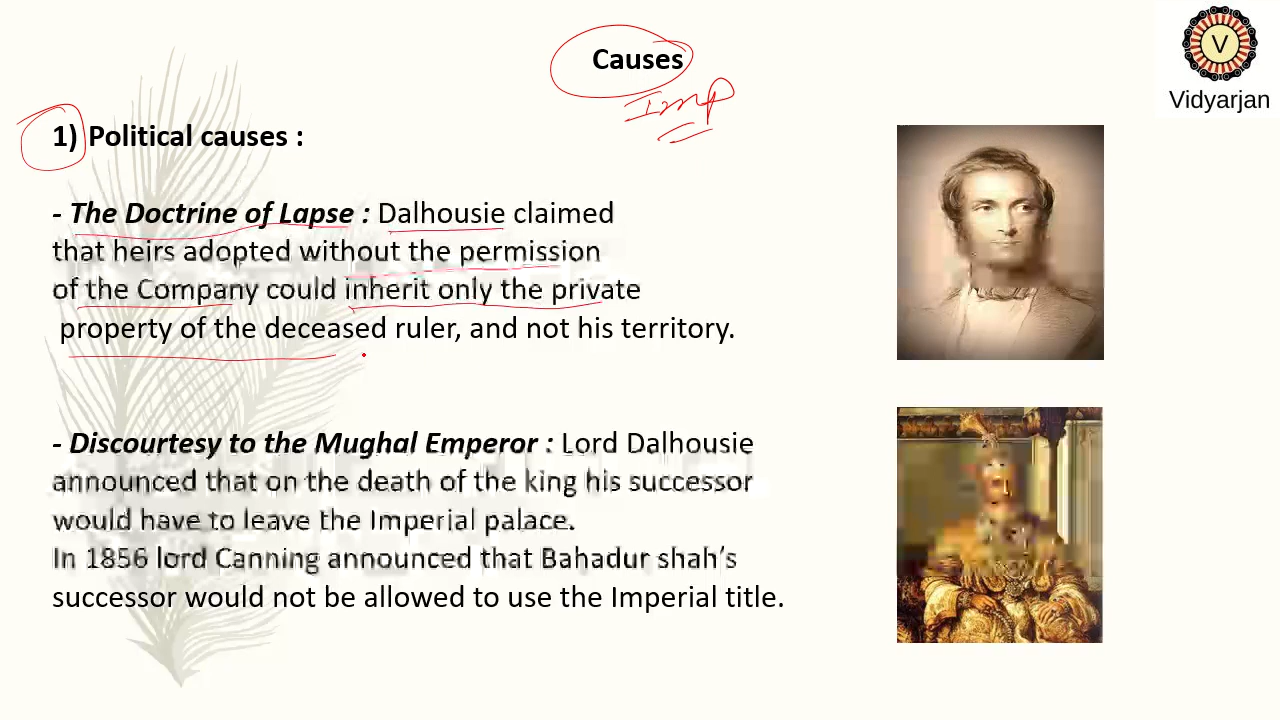 Causes
Imp
V
Vidyarjan
1) Political causes :
- The Doctrine of Lapse : Dalhousie claimed
that heirs adopted without the permission
of the Company could inherit only the private
property of the deceased ruler, and not his territory.
- Discourtesy to the Mughal Emperor : Lord Dalhousie
announced that on the death of the king his successor
would have to leave the Imperial palace.
In 1856 lord Canning announced that Bahadur shah’s
successor would not be allowed to use the Imperial title.